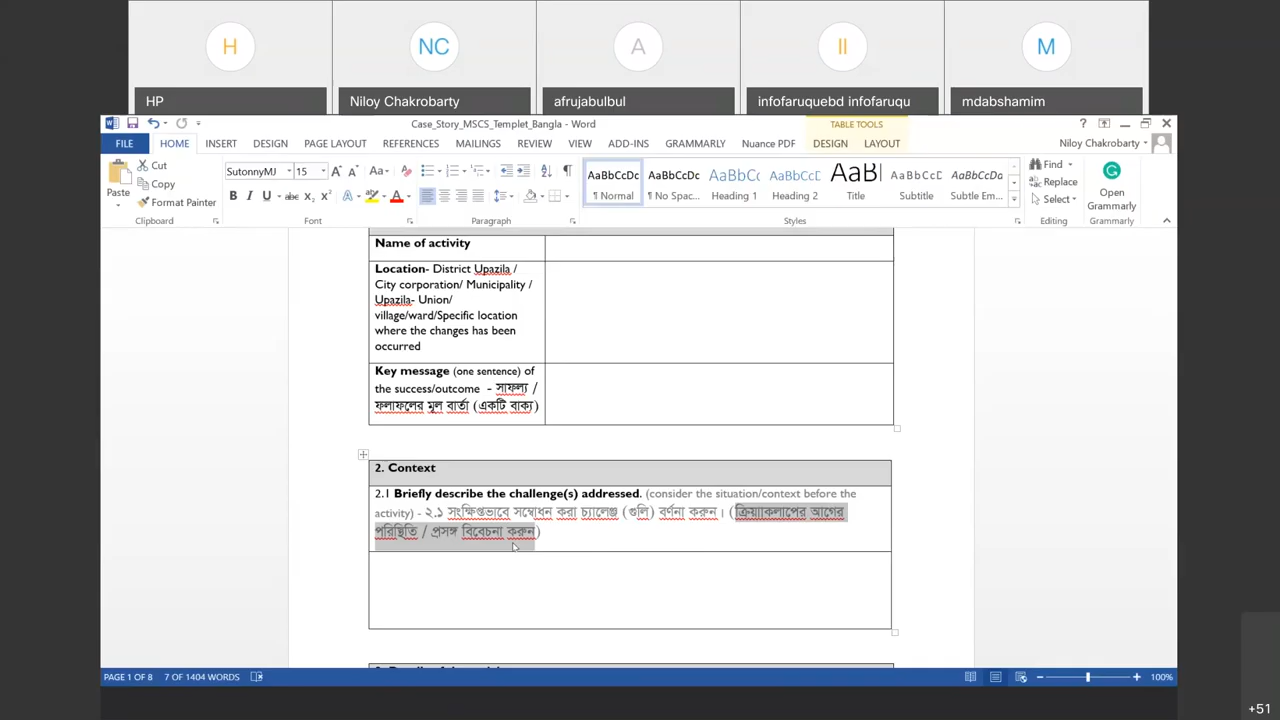 H
NC
A
II
M
HP
Niloy Chakrobarty
afrujabulbul
infofaruquebd infofaruqu
mdabshamim
Case_Story_MSCS_Templet_Bangla - Word
TABLE TOOLS
FILE
HOME
INSERT
DESIGN
PAGE LAYOUT
REFERENCES
MAILINGS
REVIEW
VIEW
ADD-INS
GRAMMARLY
Nuance PDF
DESIGN
LAYOUT
Niloy Chakrobarty
Paste
Cut
Copy
Format Painter
Clipboard
SutonnyMJ
15
Font
Paragraph
AaBbCcDc
¶ Normal
AaBbCcDc
¶ No Spac...
AaBbCc
Heading 1
AaBbCcC
Heading 2
AaB
Title
AaBbCcC
Subtitle
AaBbCcDa
Subtle Em...
Styles
Find
Replace
Select
Editing
Open
Grammarly
Grammarly
Name of activity
Location- District Upazila /
City corporation/ Municipality /
Upazila- Union/
village/ward/Specific location
where the changes has been
occurred
Key message (one sentence) of
the success/outcome - সাফল্য /
ফলাফলের মূল বার্তা (একটি বাক্য)
2. Context
2.1 Briefly describe the challenge(s) addressed. (consider the situation/context before the
activity) - ২.১ সংক্ষিপ্তভাবে সম্বোধন করা চ্যালেঞ্জ (গুলি) বর্ণনা করুন। (ক্রিয়াকলাপের আগের
পরিস্থিতি / প্রসঙ্গ বিবেচনা করুন)
PAGE 1 OF 8
7 OF 1404 WORDS
100%
+51